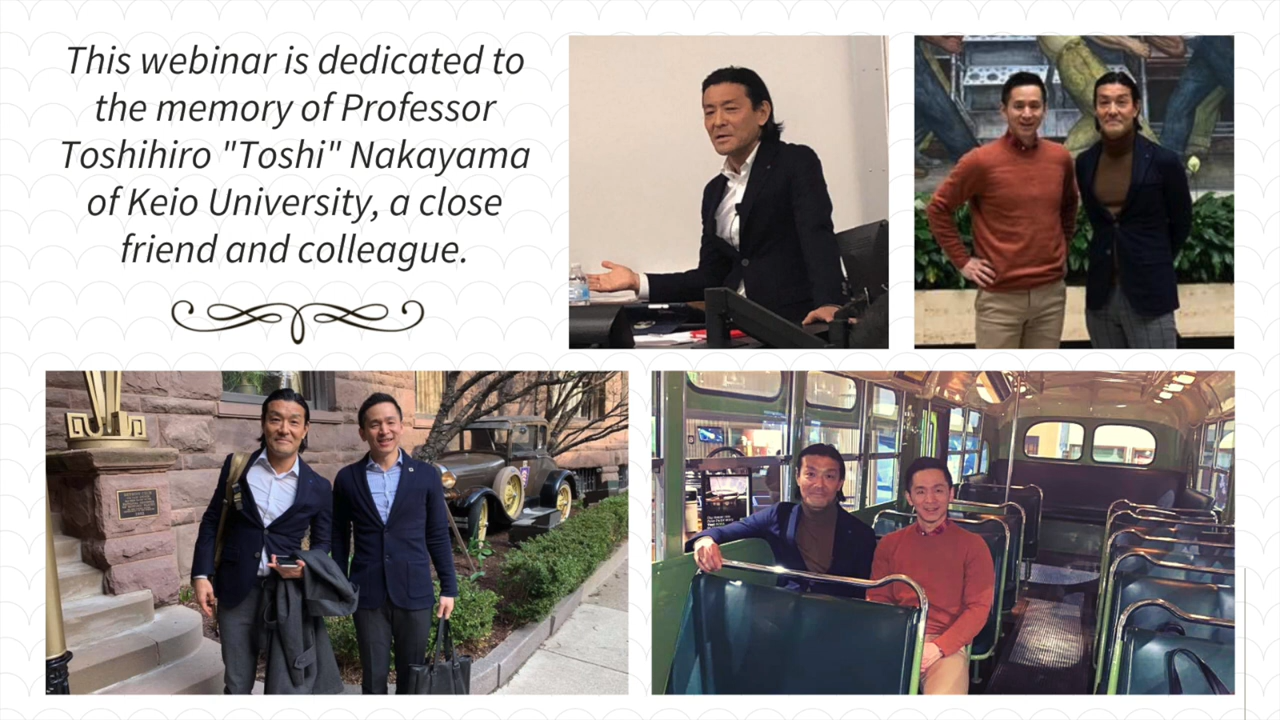 This webinar is dedicated to
the memory of Professor
Toshihiro "Toshi" Nakayama
of Keio University, a close
friend and colleague.